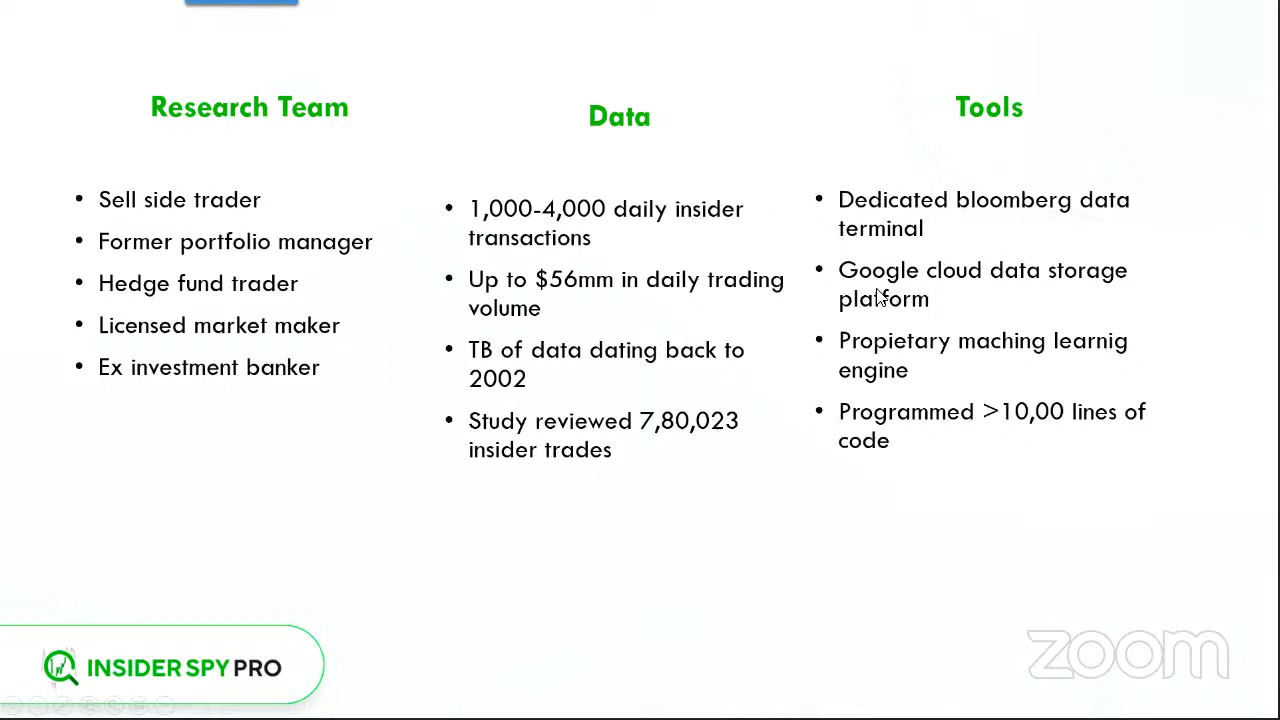 Research Team
Sell side trader
Former portfolio manager
Hedge fund trader
Licensed market maker
Ex investment banker
Data
1,000-4,000 daily insider
transactions
Up to $56mm in daily trading
volume
TB of data dating back to
2002
Study reviewed 7,80,023
insider trades
Tools
Dedicated bloomberg data
terminal
Google cloud data storage
platform
Propietary maching learnig
engine
Programmed >10,00 lines of
code
INSIDER SPY PRO
zoom